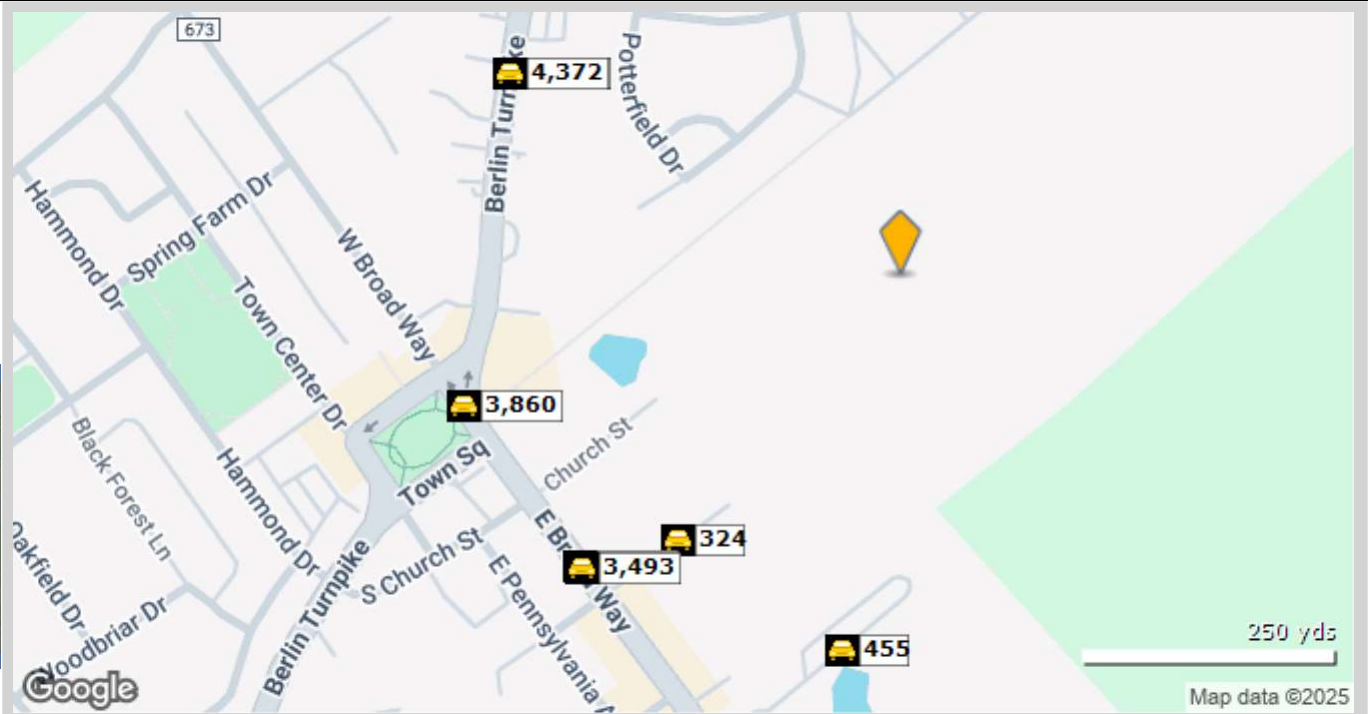 673
4,372
Potterfield Dr
Berlin Turnpike
Hammond Dr
Spring Farm Dr
W Broad Way
Town Center Dr
3,860
Town Sq
Church St
Black Forest Ln
Hammond Dr
E Broad Way
324
3,493
S Church St
E Pennsylvania A
Oakfield Dr
Woodbriar Dr
Berlin Turnpike
455
250 yds
Google
Map data ©2025